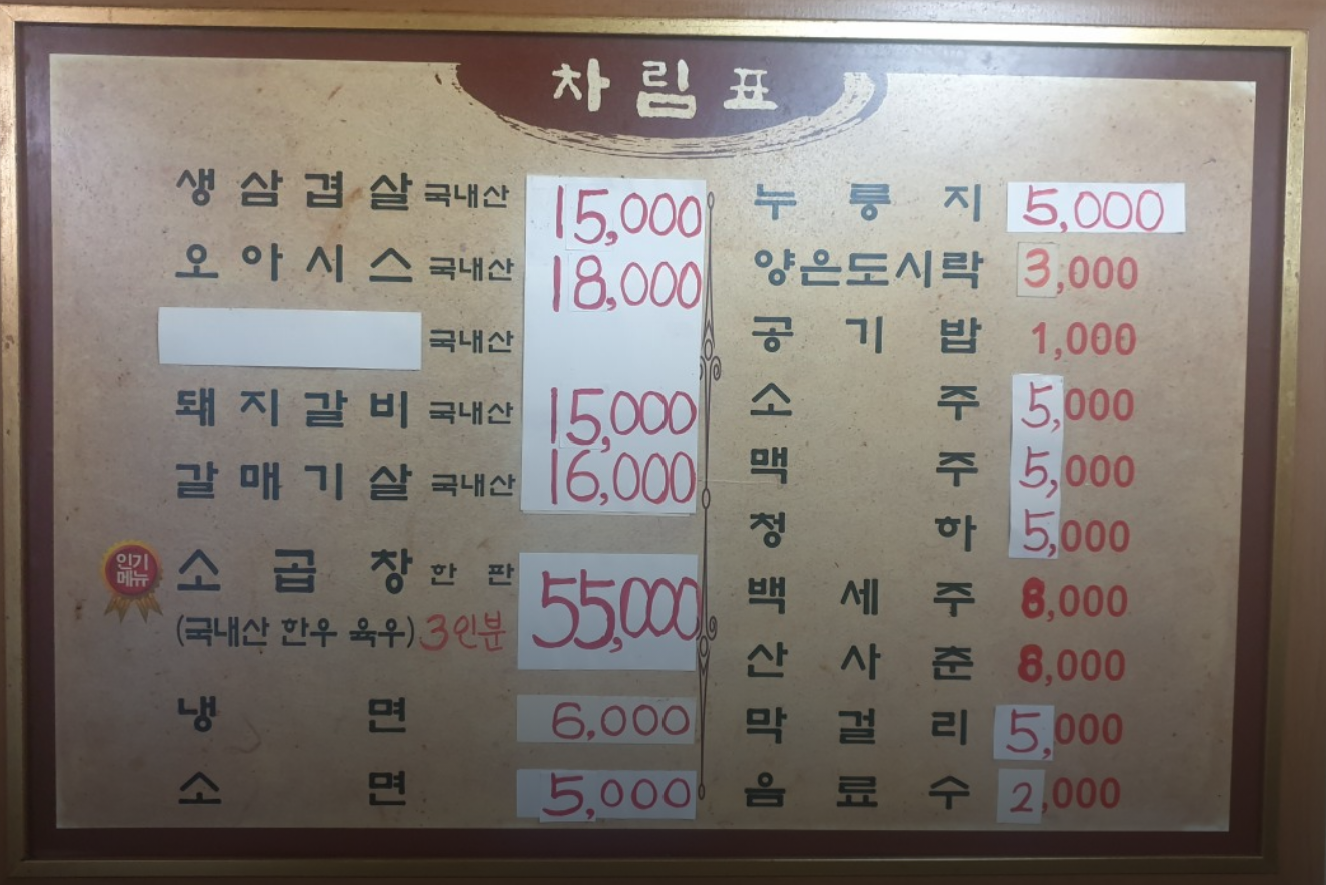 차림표
생삼겹살 국내산 15,000
오아시스 국내산 18,000
국내산
돼지갈비 국내산 15,000
갈매기살 국내산 16,000
인기
메뉴
소곱창 한판 55,000
(국내산 한우 육우) 3인분
냉면 6,000
소면 5,000
누룽지 5,000
양은도시락 3,000
공기밥 1,000
소주 5,000
맥주 5,000
청하 5,000
백세주 8,000
산사춘 8,000
막걸리 5,000
음료수 2,000